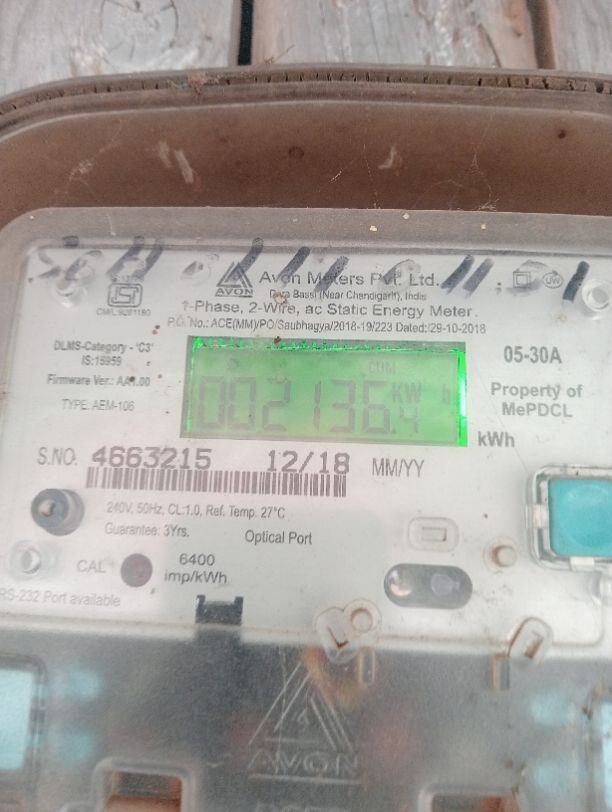 Avon Meters Pvt. Ltd.
AVON
Dera Bassi (Near Chandigarh), India
1-Phase, 2-Wire, ac Static Energy Meter.
P.O. No.: ACE(MM)/PO/Saubhagya/2018-19/223 Dated:29-10-2018
DLMS-Category - 'C3'
IS:15959
Firmware Ver.: AA1.00
TYPE: AEM-106
CUM
002136.4 KW h
05-30A
Property of
MePDCL
kWh
S.NO. 4663215 12/18 MM/YY
240V, 50Hz, CL:1.0, Ref. Temp. 27°C
Guarantee: 3Yrs.
Optical Port
CAL
6400
imp/kWh
RS-232 Port available
AVON